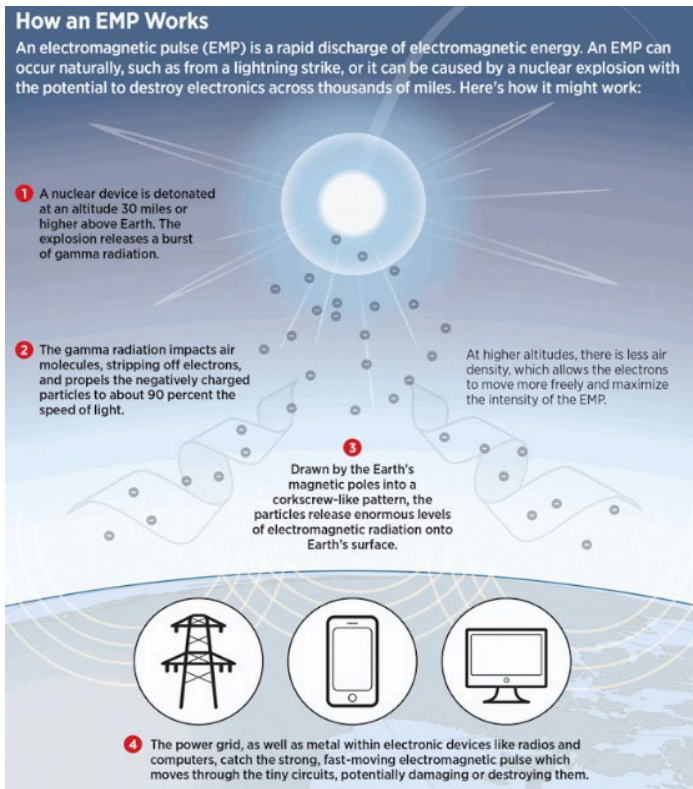 How an EMP Works
An electromagnetic pulse (EMP) is a rapid discharge of electromagnetic energy. An EMP can
occur naturally, such as from a lightning strike, or it can be caused by a nuclear explosion with
the potential to destroy electronics across thousands of miles. Here's how it might work:
1 A nuclear device is detonated
at an altitude 30 miles or
higher above Earth. The
explosion releases a burst
of gamma radiation.
2 The gamma radiation impacts air
molecules, stripping off electrons,
and propels the negatively charged
particles to about 90 percent the
speed of light.
At higher altitudes, there is less air
density, which allows the electrons
to move more freely and maximize
the intensity of the EMP.
3
Drawn by the Earth's
magnetic poles into a
corkscrew-like pattern, the
particles release enormous levels
of electromagnetic radiation onto
Earth's surface.
4 The power grid, as well as metal within electronic devices like radios and
computers, catch the strong, fast-moving electromagnetic pulse which
moves through the tiny circuits, potentially damaging or destroying them.